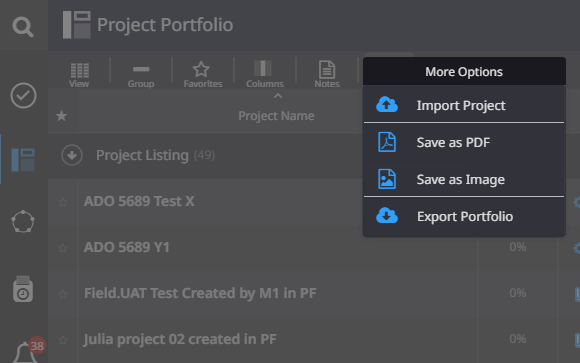 Project Portfolio
View
Group
Favorites
Columns
Notes
More Options
Project Name
Import Project
Save as PDF
Save as Image
Export Portfolio
Project Listing (49)
ADO 5689 Test X
ADO 5689 Y1
0%
Field.UAT Test Created by M1 in PF
0%
Julia project 02 created in PF
0%
38